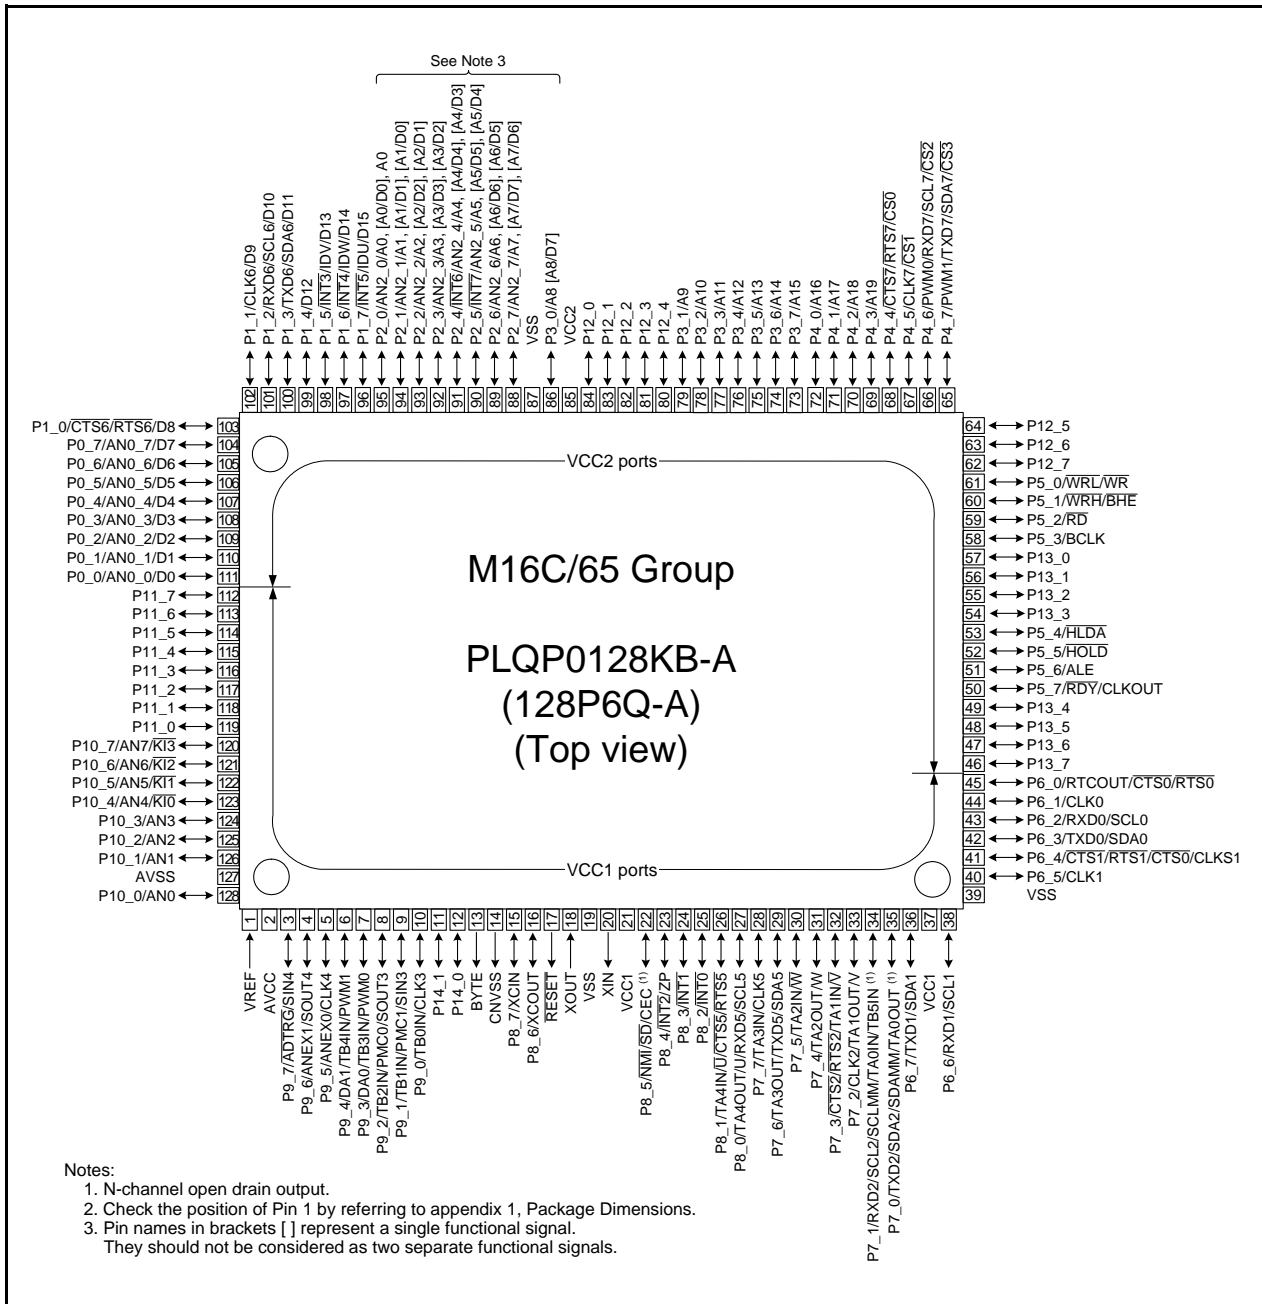 See Note 3
P1_1/CLK6/D9
P1_2/RXD6/SCL6/D10
P1_3/TXD6/SDA6/D11
P1_4/D12
P1_5/INT3/IDV/D13
P1_6/INT4/IDW/D14
P1_7/INT5/IDU/D15
P2_0/AN2_0/A0, [A0/D0], A0
P2_1/AN2_1/A1, [A1/D1], [A1/D0]
P2_2/AN2_2/A2, [A2/D2], [A2/D1]
P2_3/AN2_3/A3, [A3/D3], [A3/D2]
P2_4/INT6/AN2_4/A4, [A4/D4], [A4/D3]
P2_5/INT7/AN2_5/A5, [A5/D5], [A5/D4]
P2_6/AN2_6/A6, [A6/D6], [A6/D5]
P2_7/AN2_7/A7, [A7/D7], [A7/D6]
VSS
P3_0/A8 [A8/D7]
VCC2
P12_0
P12_1
P12_2
P12_3
P12_4
P3_1/A9
P3_2/A10
P3_3/A11
P3_4/A12
P3_5/A13
P3_6/A14
P3_7/A15
P4_0/A16
P4_1/A17
P4_2/A18
P4_3/A19
P4_4/CTS7/RTS7/CS0
P4_5/CLK7/CS1
P4_6/PWM0/RXD7/SCL7/CS2
P4_7/PWM1/TXD7/SDA7/CS3
102 101 100 99 98 97 96 95 94 93 92 91 90 89 88 87 86 85 84 83 82 81 80 79 78 77 76 75 74 73 72 71 70 69 68 67 66 65
P1_0/CTS6/RTS6/D8 103
P0_7/AN0_7/D7 104
P0_6/AN0_6/D6 105
P0_5/AN0_5/D5 106
P0_4/AN0_4/D4 107
P0_3/AN0_3/D3 108
P0_2/AN0_2/D2 109
P0_1/AN0_1/D1 110
P0_0/AN0_0/D0 111
P11_7 112
P11_6 113
P11_5 114
P11_4 115
P11_3 116
P11_2 117
P11_1 118
P11_0 119
P10_7/AN7/KI3 120
P10_6/AN6/KI2 121
P10_5/AN5/KI1 122
P10_4/AN4/KI0 123
P10_3/AN3 124
P10_2/AN2 125
P10_1/AN1 126
AVSS 127
P10_0/AN0 128
VCC2 ports
M16C/65 Group
PLQP0128KB-A
(128P6Q-A)
(Top view)
VCC1 ports
64 P12_5
63 P12_6
62 P12_7
61 P5_0/WRL/WR
60 P5_1/WRH/BHE
59 P5_2/RD
58 P5_3/BCLK
57 P13_0
56 P13_1
55 P13_2
54 P13_3
53 P5_4/HLDA
52 P5_5/HOLD
51 P5_6/ALE
50 P5_7/RDY/CLKOUT
49 P13_4
48 P13_5
47 P13_6
46 P13_7
45 P6_0/RTCOUT/CTS0/RTS0
44 P6_1/CLK0
43 P6_2/RXD0/SCL0
42 P6_3/TXD0/SDA0
41 P6_4/CTS1/RTS1/CTS0/CLKS1
40 P6_5/CLK1
39 VSS
1 2 3 4 5 6 7 8 9 10 11 12 13 14 15 16 17 18 19 20 21 22 23 24 25 26 27 28 29 30 31 32 33 34 35 36 37 38
VREF
AVCC
P9_7/ADTRG/SIN4
P9_6/ANEX1/SOUT4
P9_5/ANEX0/CLK4
P9_4/DA1/TB4IN/PWM1
P9_3/DA0/TB3IN/PWM0
P9_2/TB2IN/PMC0/SOUT3
P9_1/TB1IN/PMC1/SIN3
P9_0/TB0IN/CLK3
P14_1
P14_0
BYTE
CNVSS
P8_7/XCIN
P8_6/XCOUT
RESET
XOUT
VSS
XIN
VCC1
P8_5/NMI/SD/CEC (1)
P8_4/INT2/ZP
P8_3/INT1
P8_2/INT0
P8_1/TA4IN/U/CTS5/RTS5
P8_0/TA4OUT/U/RXD5/SCL5
P7_7/TA3IN/CLK5
P7_6/TA3OUT/TXD5/SDA5
P7_5/TA2IN/W
P7_4/TA2OUT/W
P7_3/CTS2/RTS2/TA1IN/V
P7_2/CLK2/TA1OUT/V
P7_1/RXD2/SCL2/SCLMM/TA0IN/TB5IN (1)
P7_0/TXD2/SDA2/SDAMM/TA0OUT (1)
P6_7/TXD1/SDA1
VCC1
P6_6/RXD1/SCL1
Notes:
1. N-channel open drain output.
2. Check the position of Pin 1 by referring to appendix 1, Package Dimensions.
3. Pin names in brackets [ ] represent a single functional signal.
They should not be considered as two separate functional signals.